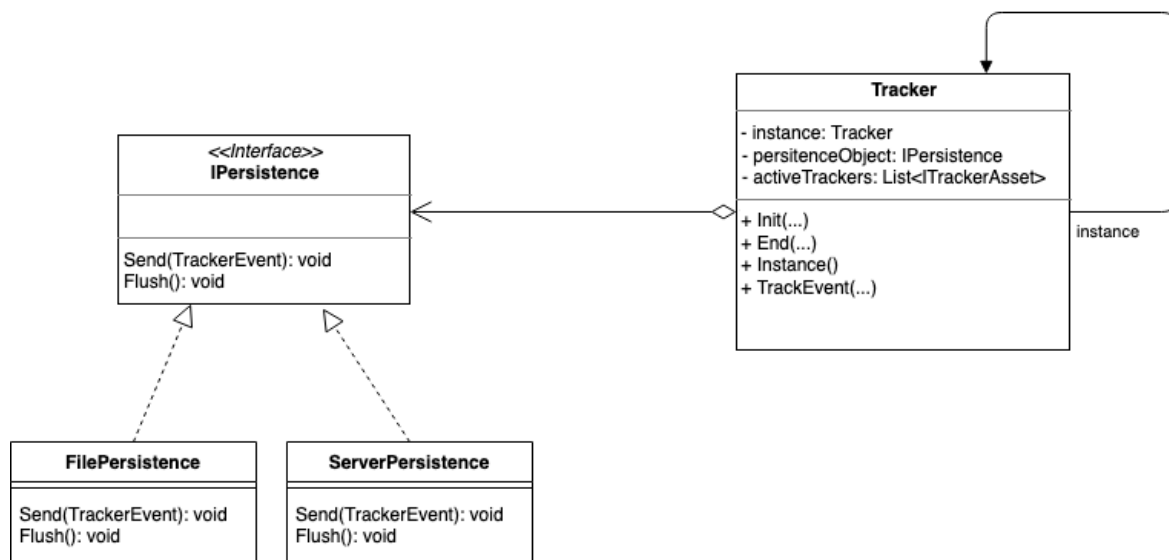 Tracker
- instance: Tracker
- persitenceObject: IPersistence
- activeTrackers: List<ITrackerAsset>
+ Init(...)
+ End(...)
+ Instance()
+ TrackEvent(...)
instance
<<Interface>>
IPersistence
Send(TrackerEvent): void
Flush(): void
FilePersistence
Send(TrackerEvent): void
Flush(): void
ServerPersistence
Send(TrackerEvent): void
Flush(): void